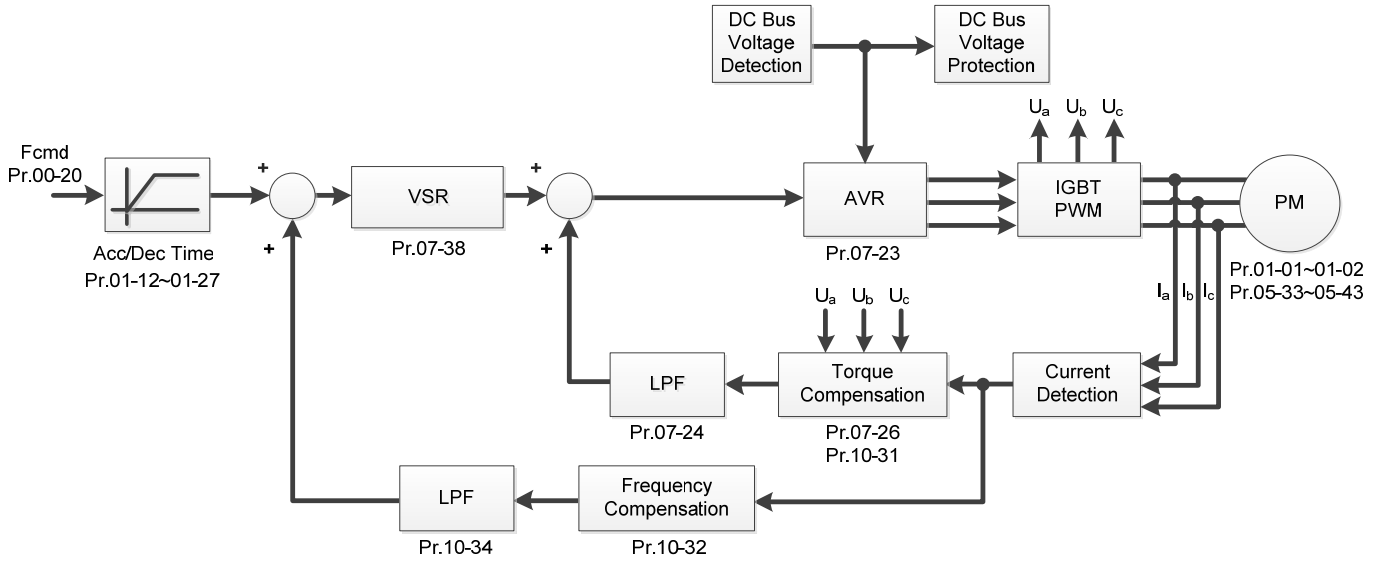 DC Bus
Voltage
Detection
DC Bus
Voltage
Protection
Ua
Ub
Uc
Fcmd
Pr.00-20
+
VSR
+
AVR
IGBT
PWM
PM
+
+
Acc/Dec Time
Pr.01-12~01-27
Pr.07-38
Pr.07-23
Pr.01-01~01-02
Pr.05-33~05-43
Ia
Ib
Ic
Ua
Ub
Uc
LPF
Torque
Compensation
Current
Detection
Pr.07-24
Pr.07-26
Pr.10-31
LPF
Frequency
Compensation
Pr.10-34
Pr.10-32